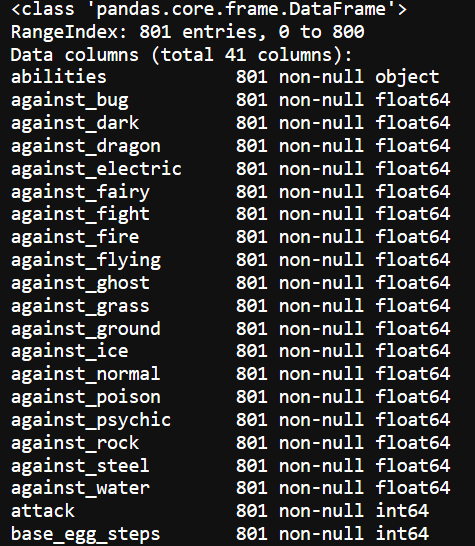 <class 'pandas.core.frame.DataFrame'>
RangeIndex: 801 entries, 0 to 800
Data columns (total 41 columns):
abilities 801 non-null object
against_bug 801 non-null float64
against_dark 801 non-null float64
against_dragon 801 non-null float64
against_electric 801 non-null float64
against_fairy 801 non-null float64
against_fight 801 non-null float64
against_fire 801 non-null float64
against_flying 801 non-null float64
against_ghost 801 non-null float64
against_grass 801 non-null float64
against_ground 801 non-null float64
against_ice 801 non-null float64
against_normal 801 non-null float64
against_poison 801 non-null float64
against_psychic 801 non-null float64
against_rock 801 non-null float64
against_steel 801 non-null float64
against_water 801 non-null float64
attack 801 non-null int64
base_egg_steps 801 non-null int64